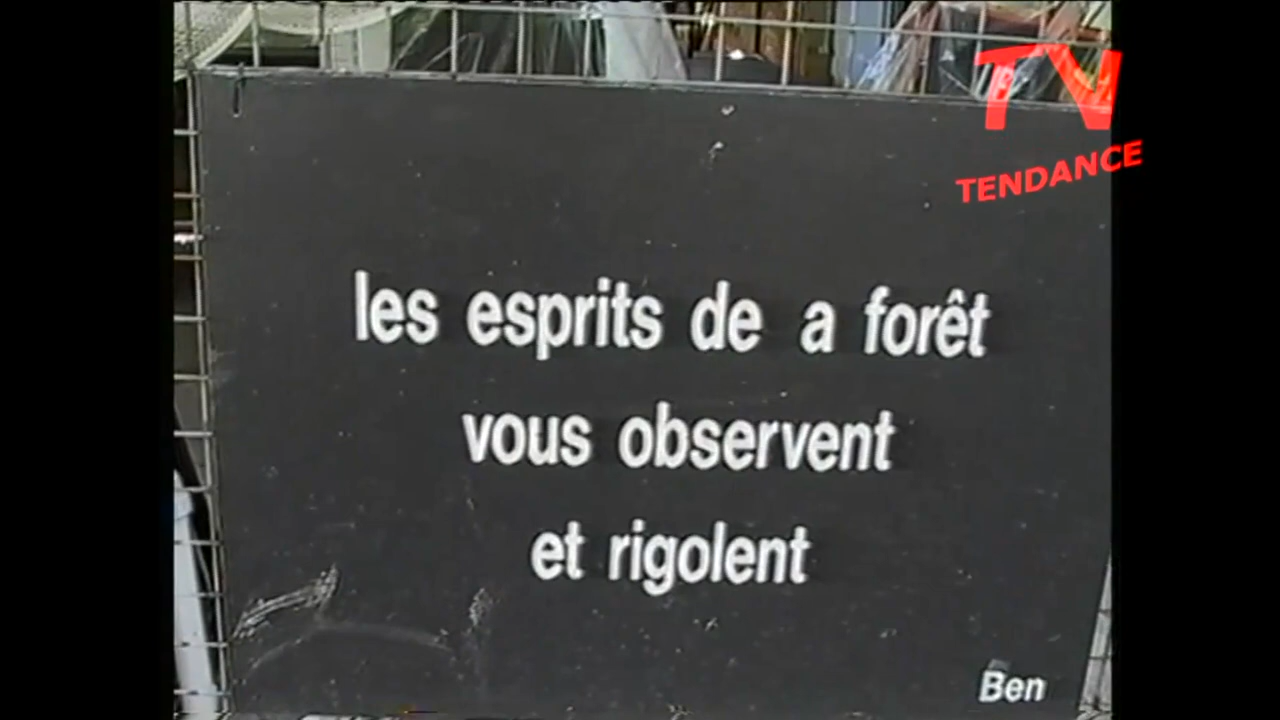 TV
TENDANCE
les esprits de a forêt
vous observent
et rigolent
Ben